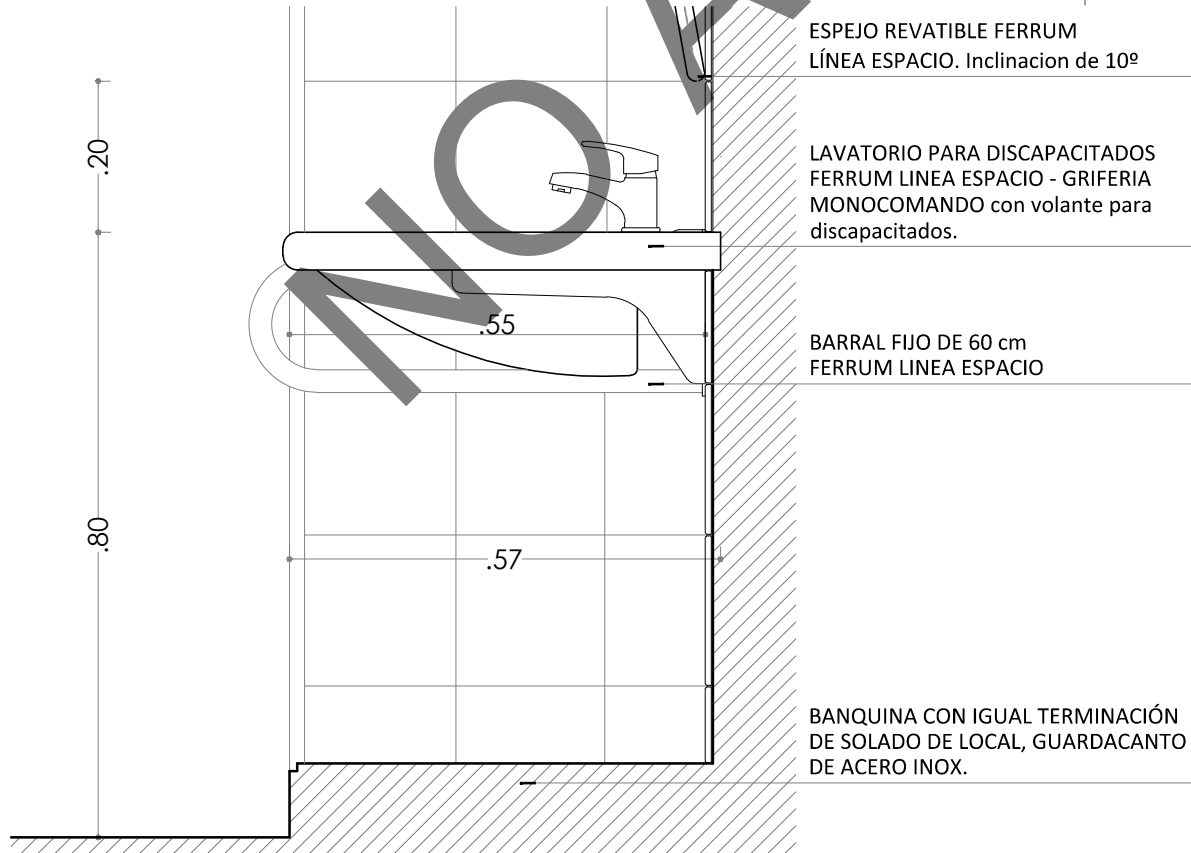 ESPEJO REVATIBLE FERRUM
LÍNEA ESPACIO. Inclinacion de 10º
.20
LAVATORIO PARA DISCAPACITADOS
FERRUM LINEA ESPACIO - GRIFERIA
MONOCOMANDO con volante para
discapacitados.
.55
BARRAL FIJO DE 60 cm
FERRUM LINEA ESPACIO
.80
.57
BANQUINA CON IGUAL TERMINACIÓN
DE SOLADO DE LOCAL, GUARDACANTO
DE ACERO INOX.
NO